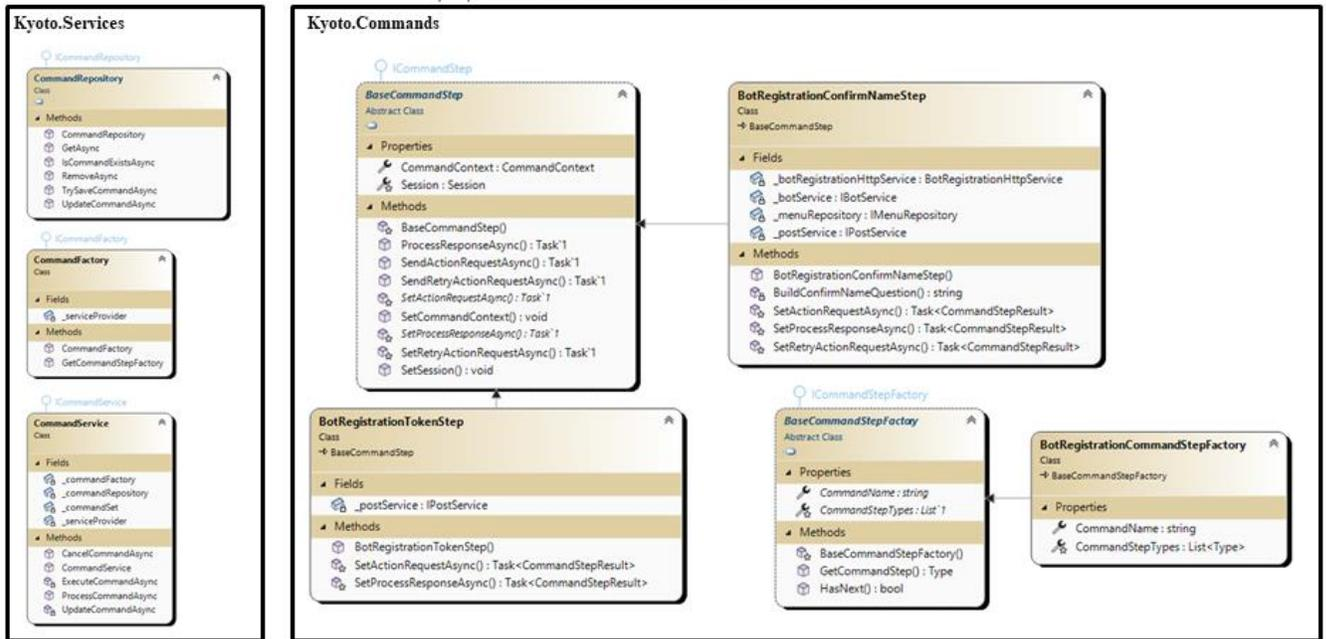 Kyoto.Services
ICommandRepository
CommandRepository
Class
Methods
CommandRepository
GetAsync
IsCommandExistsAsync
RemoveAsync
TrySaveCommandAsync
UpdateCommandAsync
ICommandFactory
CommandFactory
Class
Fields
_serviceProvider
Methods
CommandFactory
GetCommandStepFactory
ICommandService
CommandService
Class
Fields
_commandFactory
_commandRepository
_commandSet
_serviceProvider
Methods
CancelCommandAsync
CommandService
ExecuteCommandAsync
ProcessCommandAsync
UpdateCommandAsync
Kyoto.Commands
ICommandStep
BaseCommandStep
Abstract Class
Properties
CommandContext : CommandContext
Session : Session
Methods
BaseCommandStep()
ProcessResponseAsync() : Task`1
SendActionRequestAsync() : Task`1
SendRetryActionRequestAsync() : Task`1
SetActionRequestAsync() : Task`1
SetCommandContext() : void
SetProcessResponseAsync() : Task`1
SetRetryActionRequestAsync() : Task`1
SetSession() : void
BotRegistrationConfirmNameStep
Class
BaseCommandStep
Fields
_botRegistrationHttpService : BotRegistrationHttpService
_botService : IBotService
_menuRepository : IMenuRepository
_postService : IPostService
Methods
BotRegistrationConfirmNameStep()
BuildConfirmNameQuestion() : string
SetActionRequestAsync() : Task<CommandStepResult>
SetProcessResponseAsync() : Task<CommandStepResult>
SetRetryActionRequestAsync() : Task<CommandStepResult>
BotRegistrationTokenStep
Class
BaseCommandStep
Fields
_postService : IPostService
Methods
BotRegistrationTokenStep()
SetActionRequestAsync() : Task<CommandStepResult>
SetProcessResponseAsync() : Task<CommandStepResult>
ICommandStepFactory
BaseCommandStepFactory
Abstract Class
Properties
CommandName : string
CommandStepTypes : List`1
Methods
BaseCommandStepFactory()
GetCommandStep() : Type
HasNext() : bool
BotRegistrationCommandStepFactory
Class
BaseCommandStepFactory
Properties
CommandName : string
CommandStepTypes : List<Type>